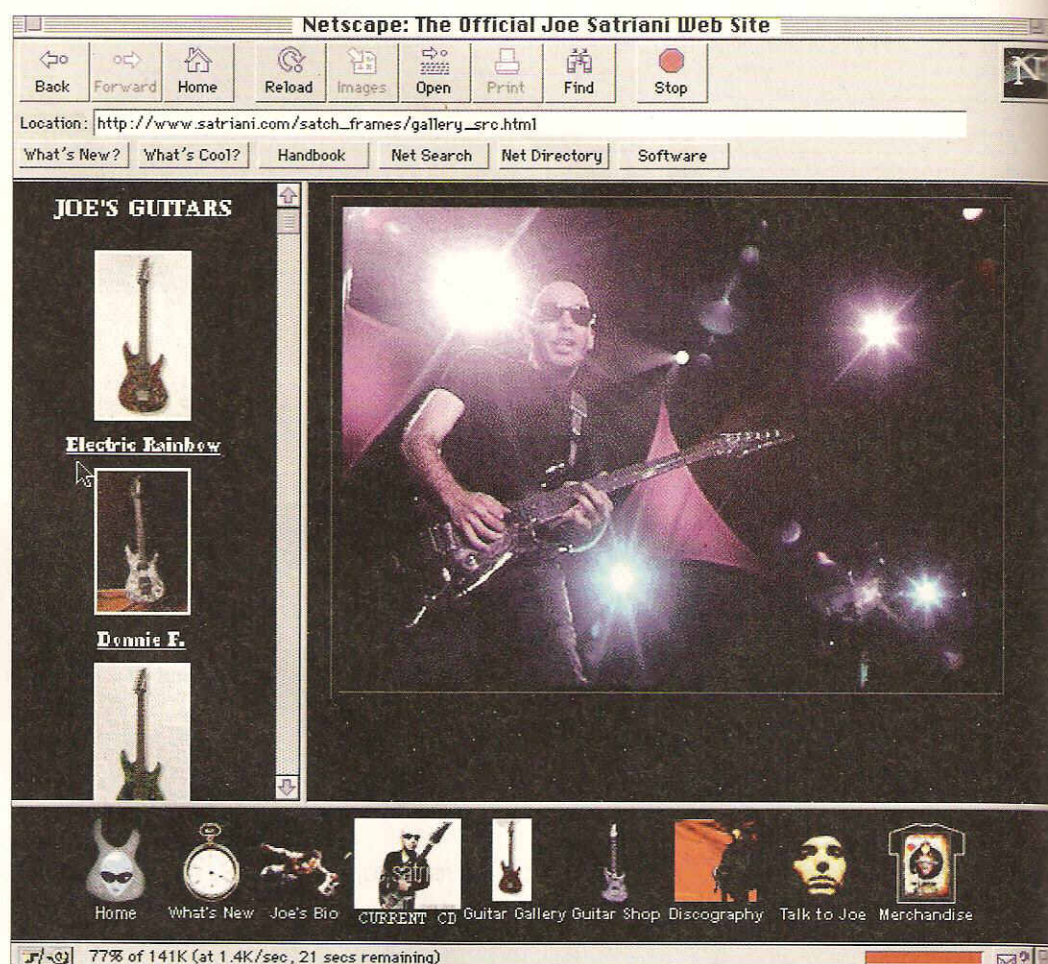 Netscape: The Official Joe Satriani Web Site
Back Forward Home Reload Images Open Print Find Stop
Location: http://www.satriani.com/satch_frames/gallery_src.html
What's New? What's Cool? Handbook Net Search Net Directory Software
N
JOE'S GUITARS
Electric Rainbow
Donnie F.
Home What's New Joe's Bio CURRENT CD Guitar Gallery Guitar Shop Discography Talk to Joe Merchandise
77% of 141K (at 1.4K/sec, 21 secs remaining)